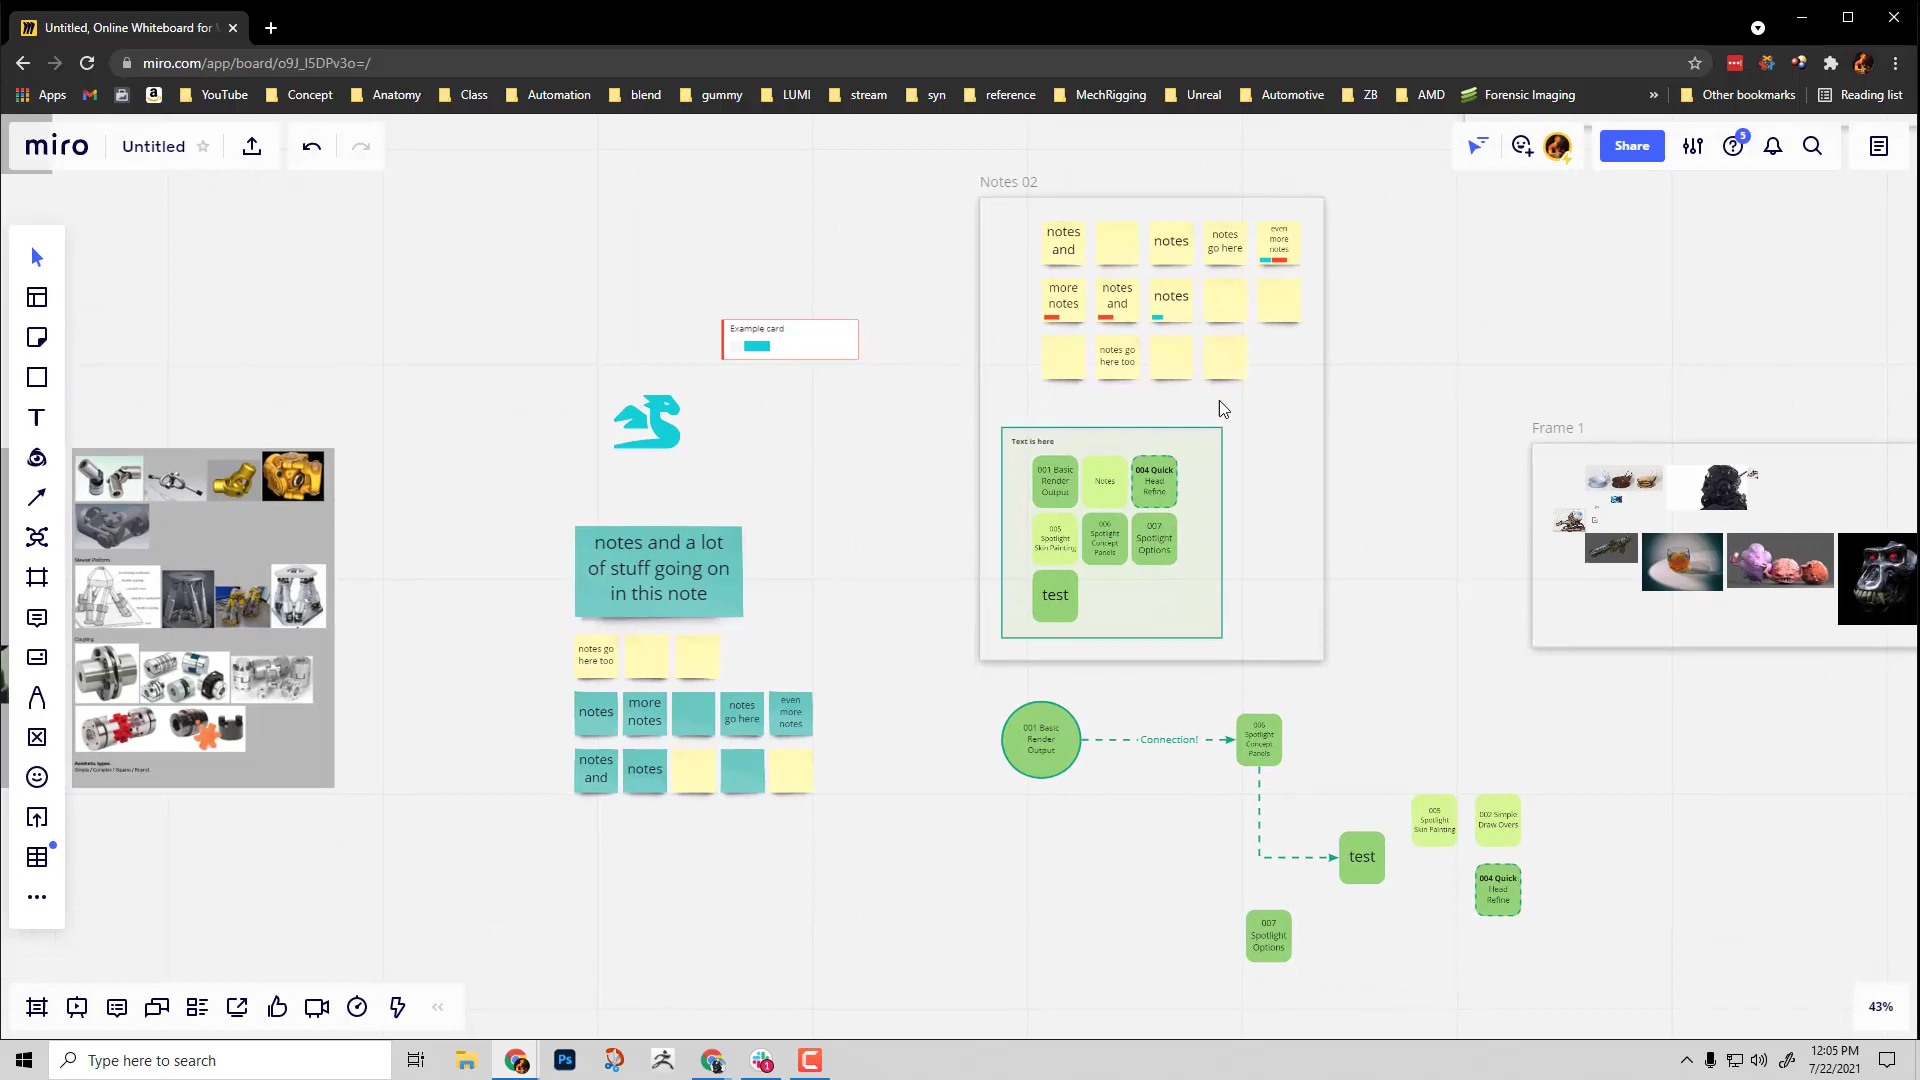 Untitled, Online Whiteboard for
miro.com/app/board/o9J_l5DPv3o=/
Apps
YouTube
Concept
Anatomy
Class
Automation
blend
gummy
LUMI
stream
syn
reference
MechRigging
Unreal
Automotive
ZB
AMD
Forensic Imaging
»
Other bookmarks
Reading list
miro
Untitled
Share
5
Notes 02
notes
and
notes
notes
go here
even
more
notes
more
notes
notes
and
notes
notes go
here too
Example card
Text is here
001 Basic
Render
Output
Notes
004 Quick
Head
Refine
005
Spotlight
Skin Painting
006
Spotlight
Concept
Panels
007
Spotlight
Options
test
Frame 1
notes and a lot
of stuff going on
in this note
notes go
here too
notes
more
notes
notes
go here
even
more
notes
notes
and
notes
Coupling
001 Basic
Render
Output
Connection!
006
Spotlight
Concept
Panels
test
005
Spotlight
Skin Painting
002 Simple
Draw Overs
004 Quick
Head
Refine
007
Spotlight
Options
43%
Type here to search
Ps
1
12:05 PM
7/22/2021